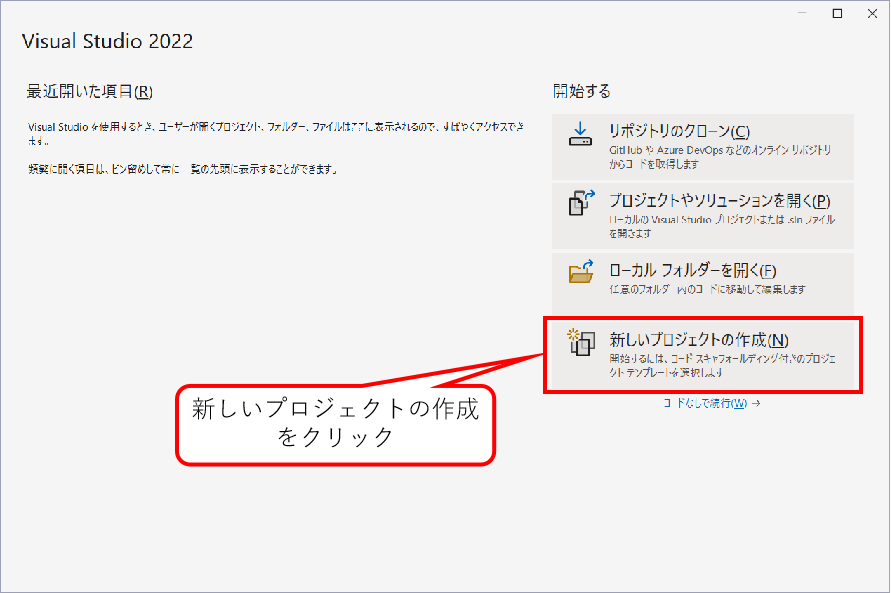 Visual Studio 2022
最近開いた項目(R)
Visual Studio を使用するとき、ユーザーが開くプロジェクト、フォルダー、ファイルはここに表示されるので、すばやくアクセスでき
ます。
頻繁に開く項目は、ピン留めして常に一覧の先頭に表示することができます。
開始する
リポジトリのクローン(C)
GitHub や Azure DevOps などのオンライン リポジトリ
からコードを取得します
プロジェクトやソリューションを開く(P)
ローカルの Visual Studio プロジェクトまたは .sln ファイル
を開きます
ローカル フォルダーを開く(F)
任意のフォルダー内のコードに移動して編集します
新しいプロジェクトの作成(N)
開始するには、コード スキャフォールディング付きのプロジェ
クト テンプレートを選択します
コードなしで続行(W) →
新しいプロジェクトの作成
をクリック